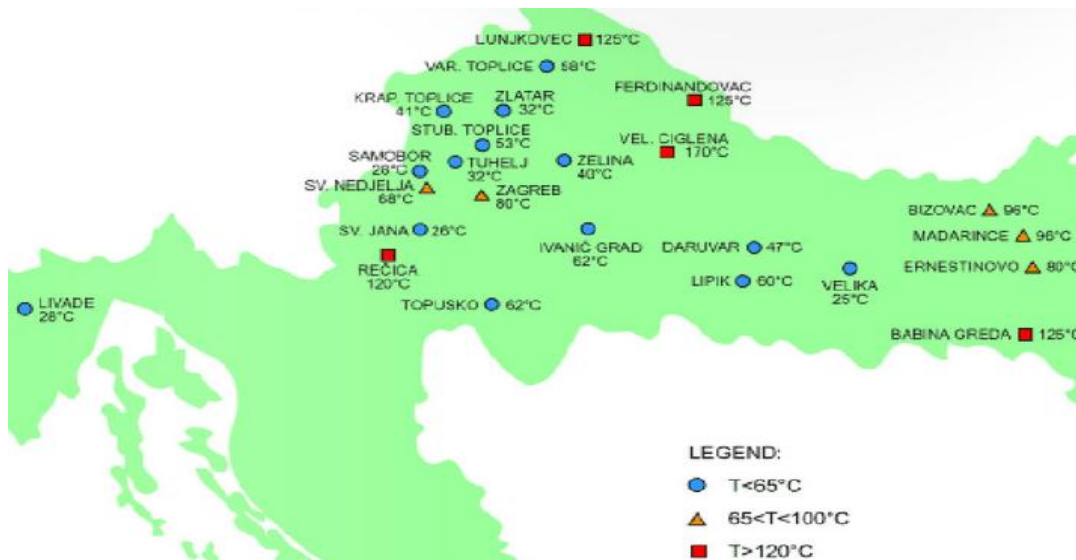 LUNJKOVEC 125°C
VAR. TOPLICE 58°C
FERDINANDOVAC
125°C
KRAP. TOPLICE
41°C
ZLATAR
32°C
STUB. TOPLICE
53°C
VEL. CIGLENA
170°C
SAMOBOR
28°C
TUHELJ
32°C
ZELINA
40°C
SV. NEDJELJA
68°C
ZAGREB
80°C
BIZOVAC 96°C
SV. JANA 26°C
IVANIĆ GRAD
62°C
MADARINCE 96°C
DARUVAR 47°C
REČICA
120°C
ERNESTINOVO 80°C
LIPIK 60°C
VELIKA
25°C
LIVADE
28°C
TOPUSKO 62°C
BABINA GREDA 125°C
LEGEND:
T<65°C
65<T<100°C
T>120°C